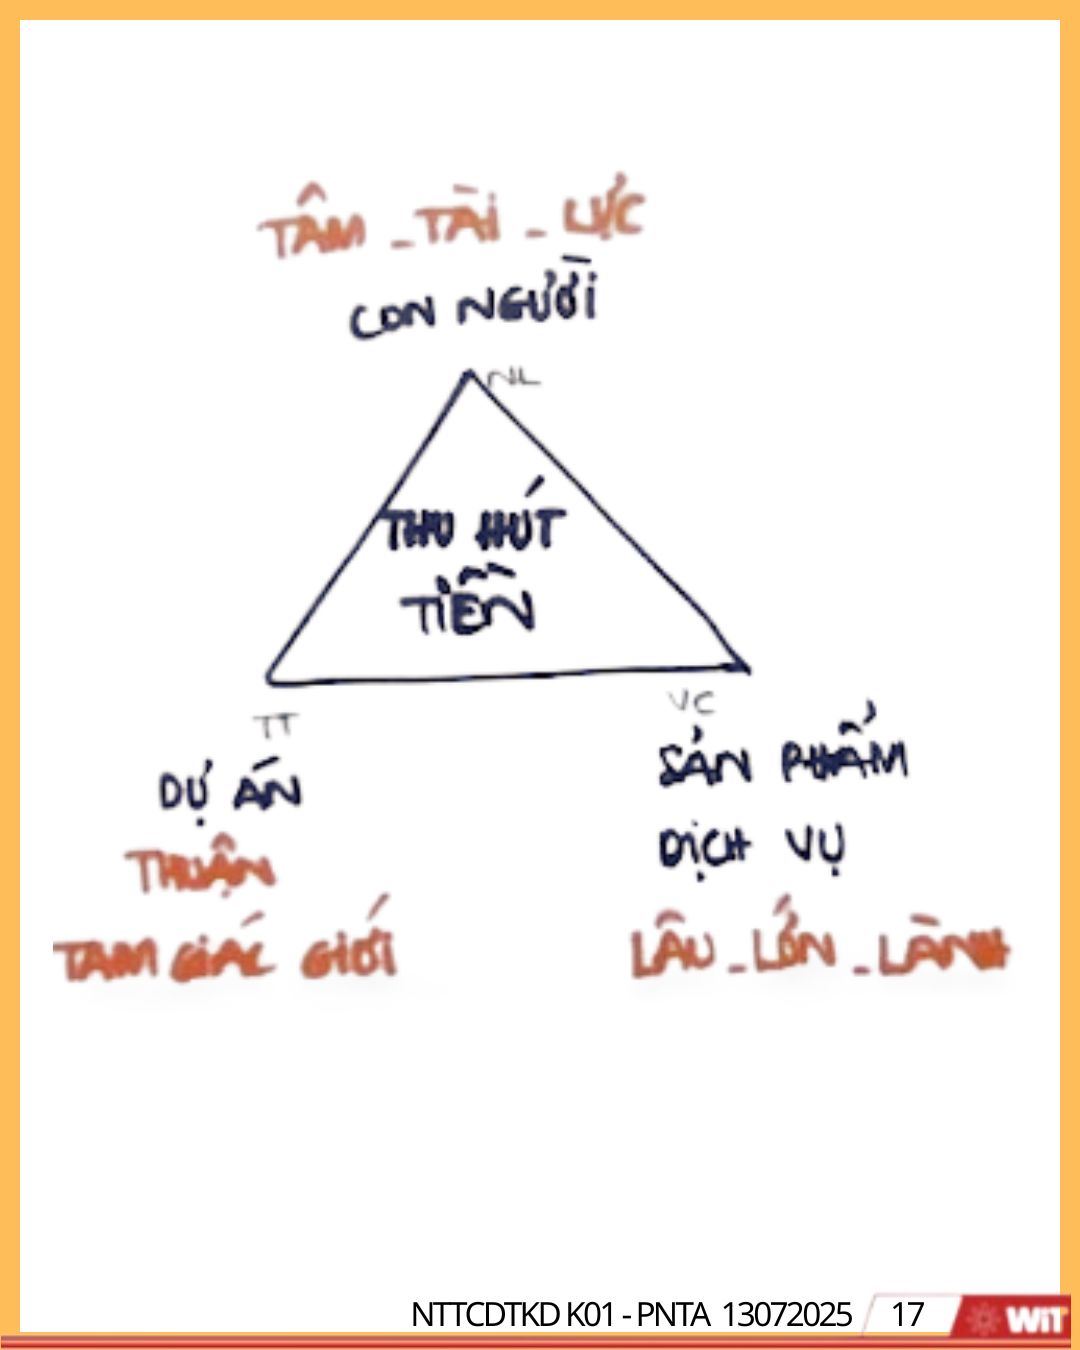 TÂM - TÀI - LỰC
CON NGƯỜI
NL
THU HÚT
TIỀN
TT
VC
DỰ ÁN
THUẬN
TAM GIÁC GIỚI
SẢN PHẨM
DỊCH VỤ
LÂU - LỚN - LÀNH
NTTCDTKD K01 - PNTA 13072025
17
WiT